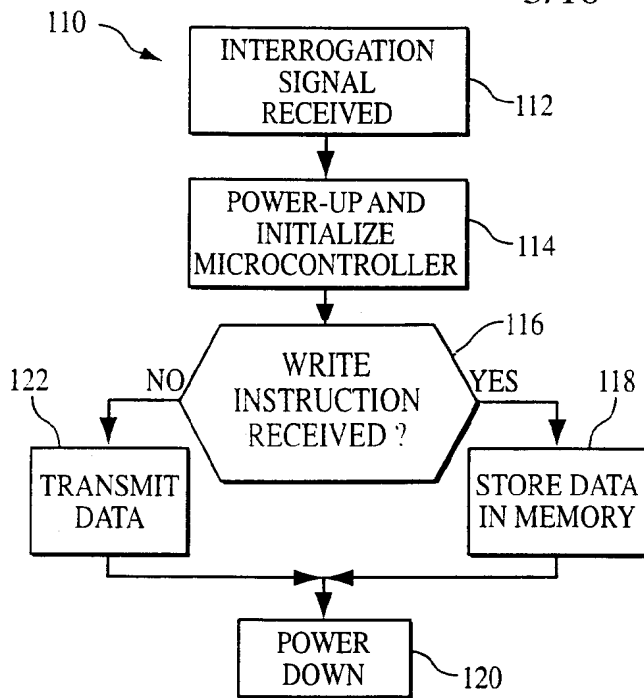 110
INTERROGATION
SIGNAL
RECEIVED
112
POWER-UP AND
INITIALIZE
MICROCONTROLLER
114
WRITE
INSTRUCTION
RECEIVED ?
116
NO
YES
122
TRANSMIT
DATA
118
STORE DATA
IN MEMORY
POWER
DOWN
120